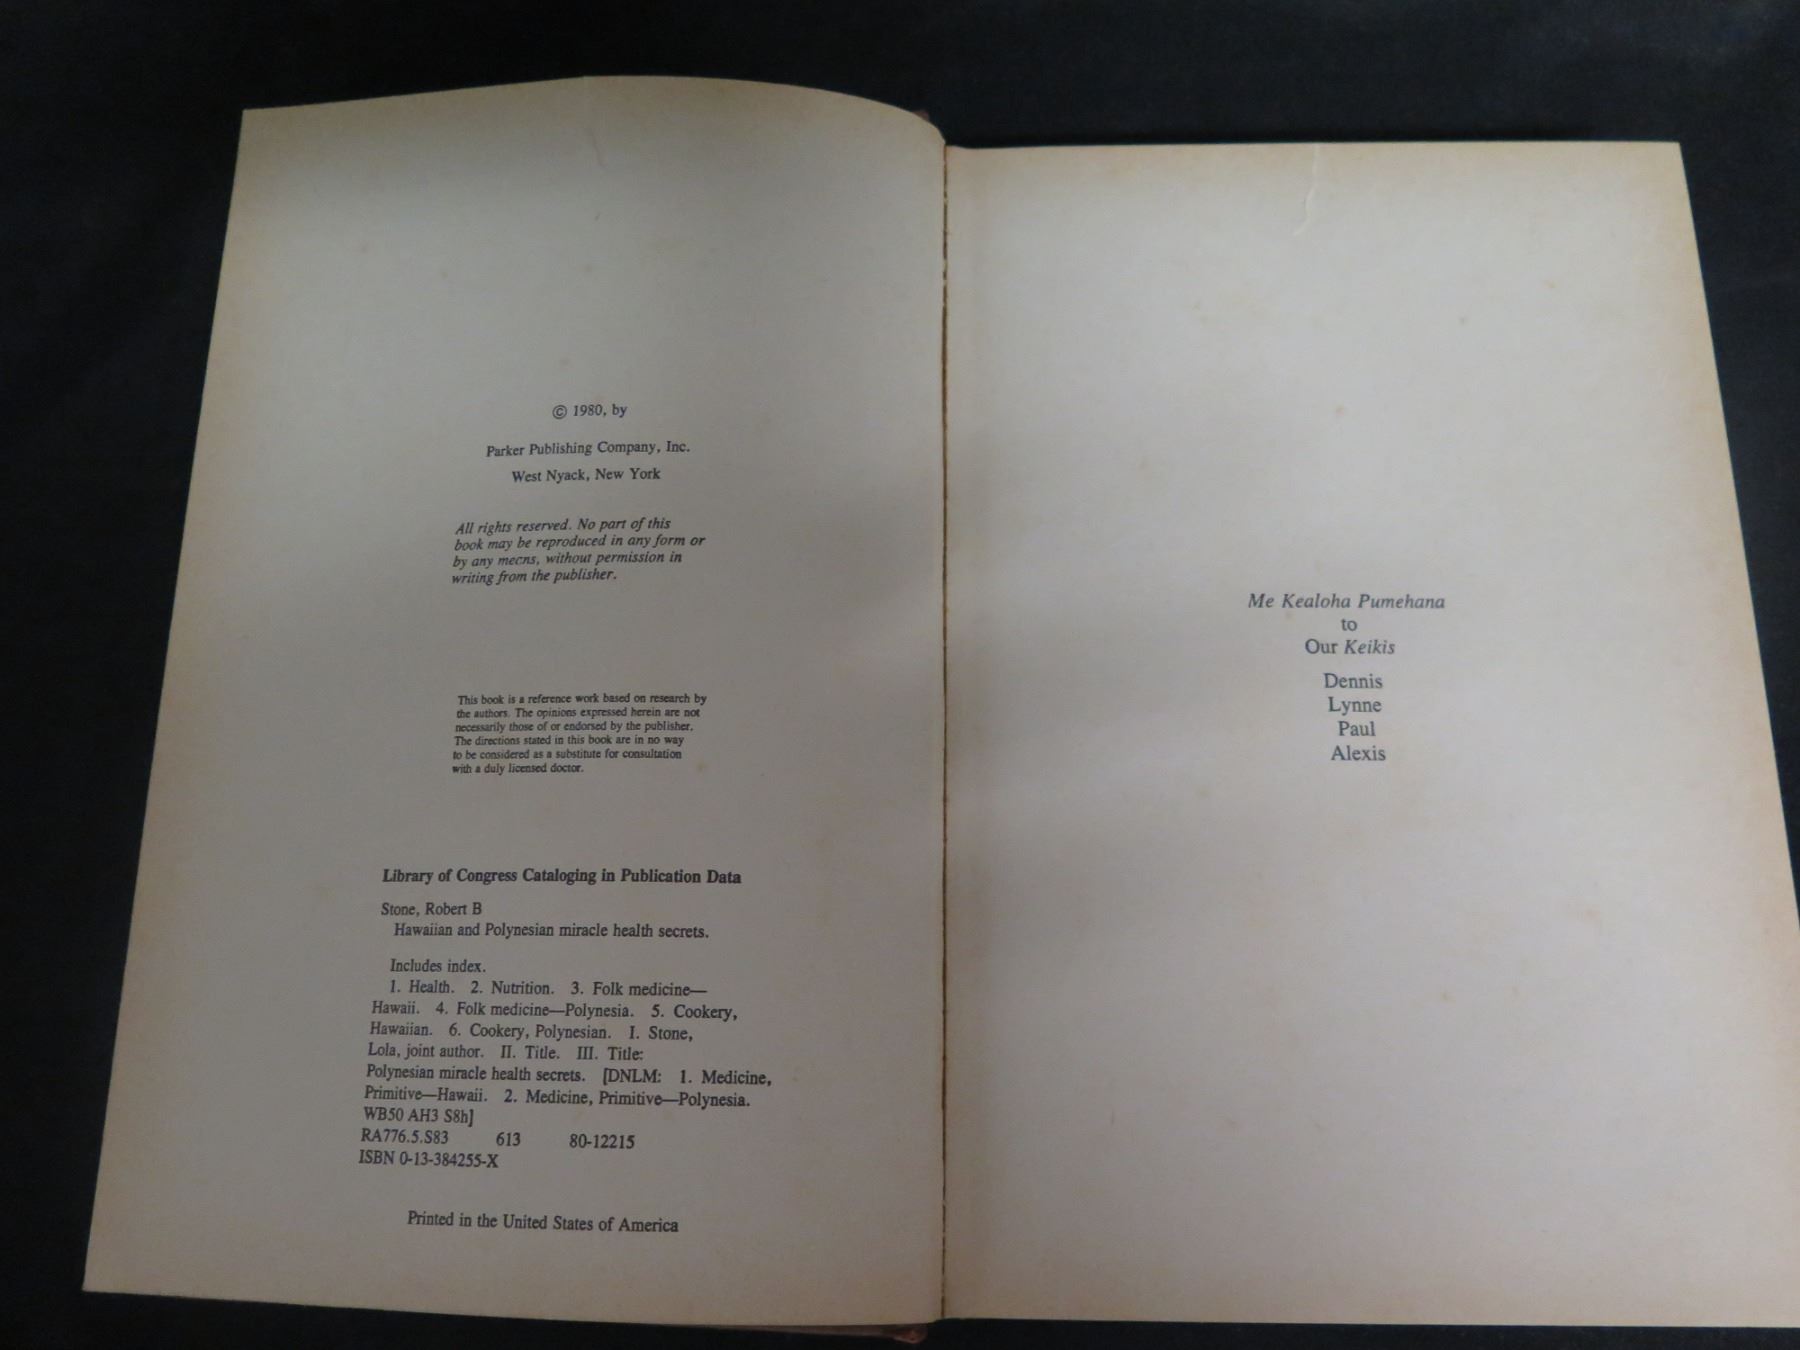 © 1980, by
Parker Publishing Company, Inc.
West Nyack, New York
All rights reserved. No part of this
book may be reproduced in any form or
by any means, without permission in
writing from the publisher.
This book is a reference work based on research by
the authors. The opinions expressed herein are not
necessarily those of or endorsed by the publisher.
The directions stated in this book are in no way
to be considered as a substitute for consultation
with a duly licensed doctor.
Library of Congress Cataloging in Publication Data
Stone, Robert B
Hawaiian and Polynesian miracle health secrets.
Includes index.
1. Health. 2. Nutrition. 3. Folk medicine—
Hawaii. 4. Folk medicine—Polynesia. 5. Cookery,
Hawaiian. 6. Cookery, Polynesian. I. Stone,
Lola, joint author. II. Title. III. Title:
Polynesian miracle health secrets. [DNLM: 1. Medicine,
Primitive—Hawaii. 2. Medicine, Primitive—Polynesia.
WB50 AH3 S8h]
RA776.5.S83 613 80-12215
ISBN 0-13-384255-X
Printed in the United States of America
Me Kealoha Pumehana
to
Our Keikis
Dennis
Lynne
Paul
Alexis